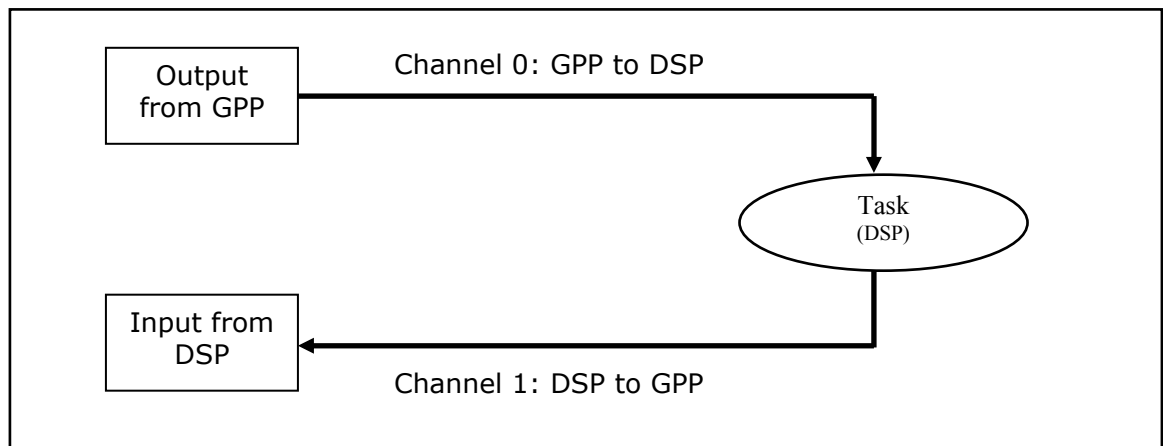 Output
from GPP
Channel 0: GPP to DSP
Task
(DSP)
Input from
DSP
Channel 1: DSP to GPP